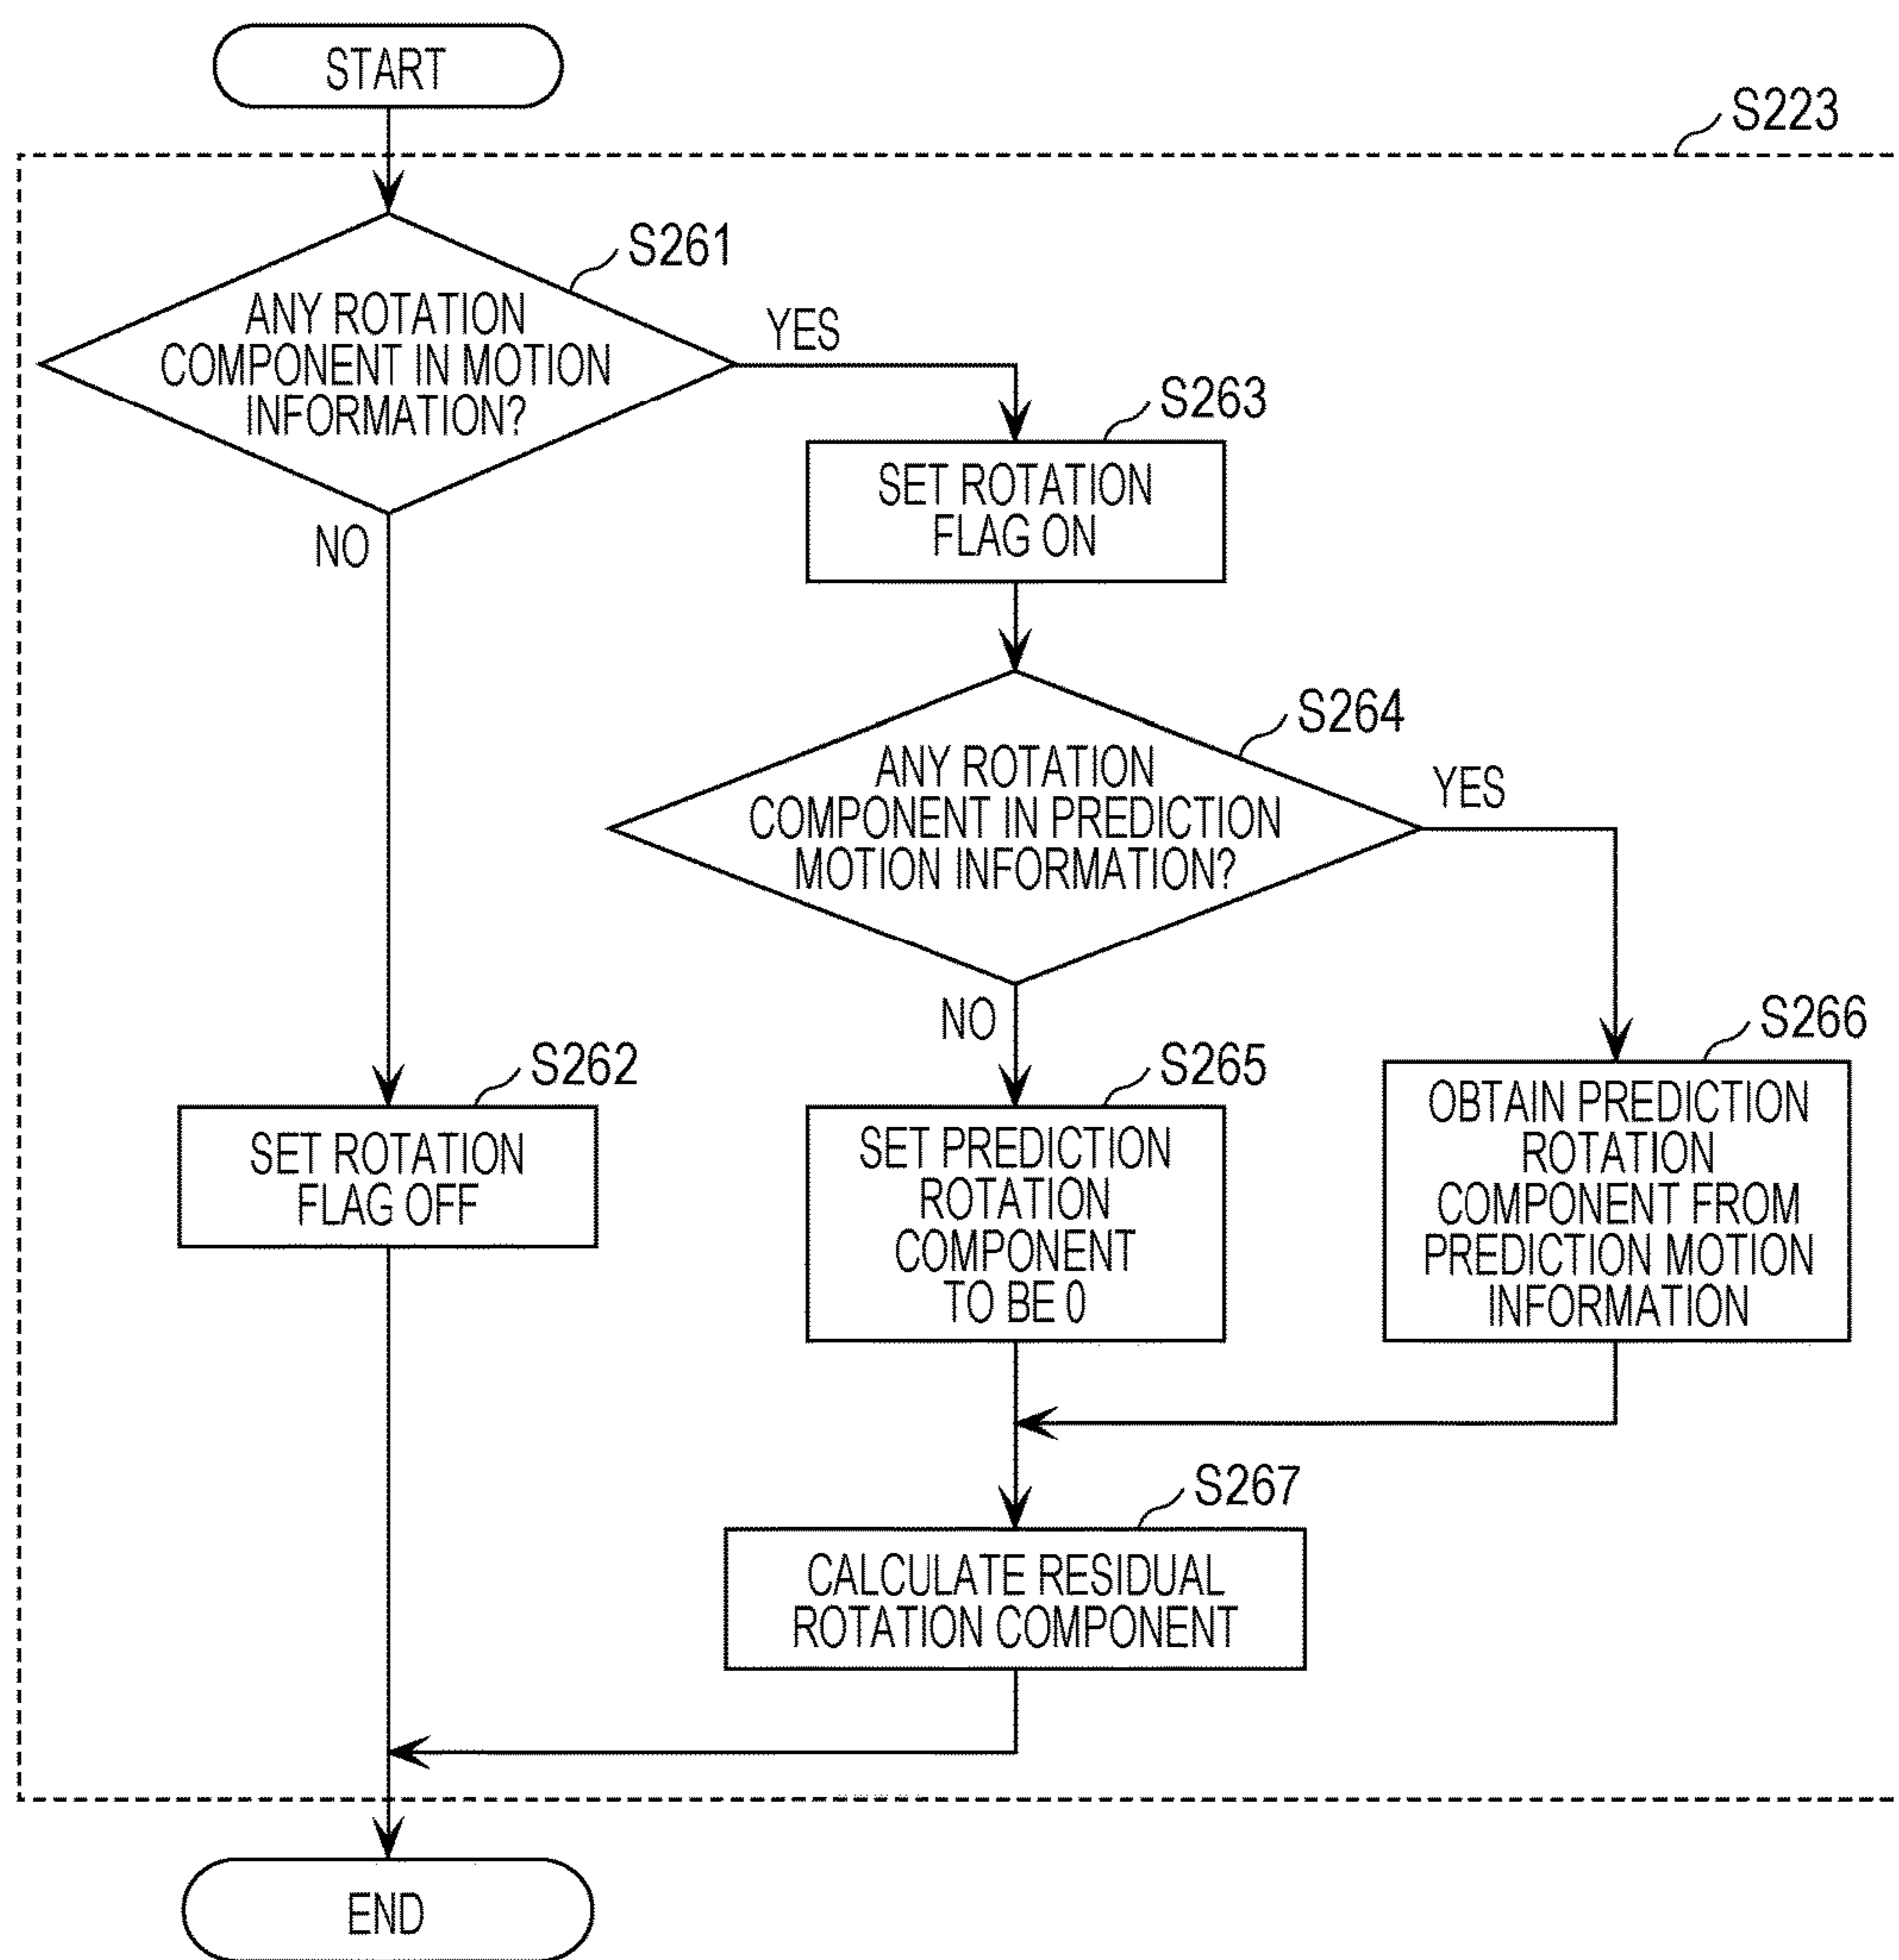 START
S223
S261
ANY ROTATION
COMPONENT IN MOTION
INFORMATION?
YES
NO
S263
SET ROTATION
FLAG ON
S264
ANY ROTATION
COMPONENT IN PREDICTION
MOTION INFORMATION?
YES
NO
S262
SET ROTATION
FLAG OFF
S265
SET PREDICTION
ROTATION
COMPONENT
TO BE 0
S266
OBTAIN PREDICTION
ROTATION
COMPONENT FROM
PREDICTION MOTION
INFORMATION
S267
CALCULATE RESIDUAL
ROTATION COMPONENT
END